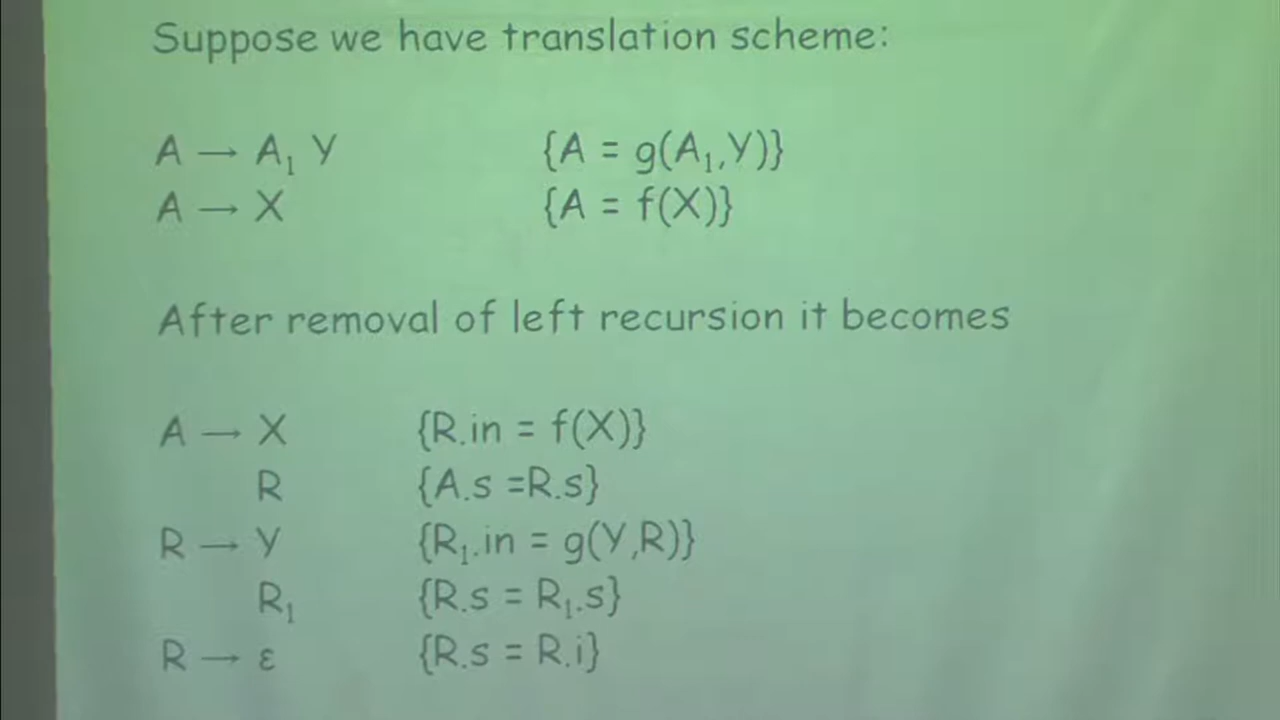 Suppose we have translation scheme:
A → A₁ Y {A = g(A₁,Y)}
A → X {A = f(X)}
After removal of left recursion it becomes
A → X {R.in = f(X)}
R {A.s =R.s}
R → Y {R₁.in = g(Y,R)}
R₁ {R.s = R₁.s}
R → ε {R.s = R.i}